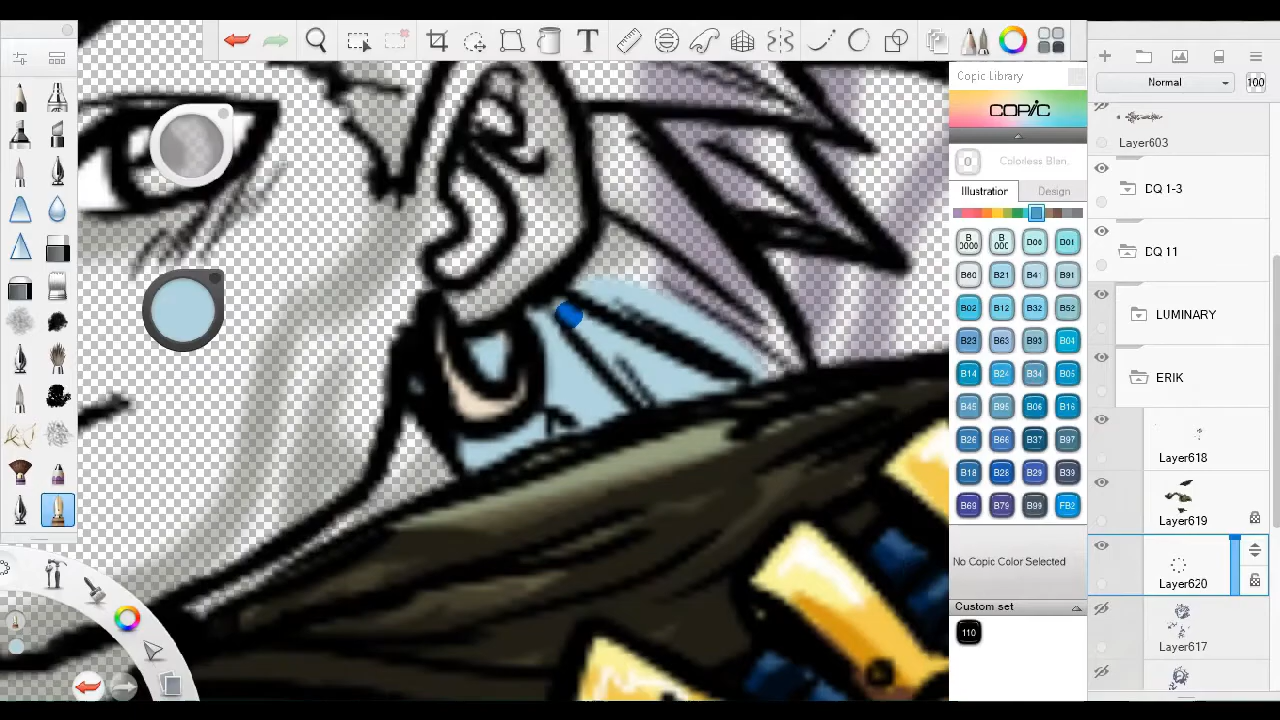 T
Copic Library
COPIC
0 Colorless Blan.
Illustration Design
B0000 B000 D00 D01
B60 B21 B41 B91
B02 B12 B32 B52
B23 B63 B93 B04
B14 B24 B34 B05
B45 B95 B06 B16
B26 B66 B37 B97
B18 B28 B29 B39
B69 B79 B99 FB2
No Copic Color Selected
Custom set
110
Normal 100
Layer603
DQ 1-3
DQ 11
LUMINARY
ERIK
Layer618
Layer619
Layer620
Layer617